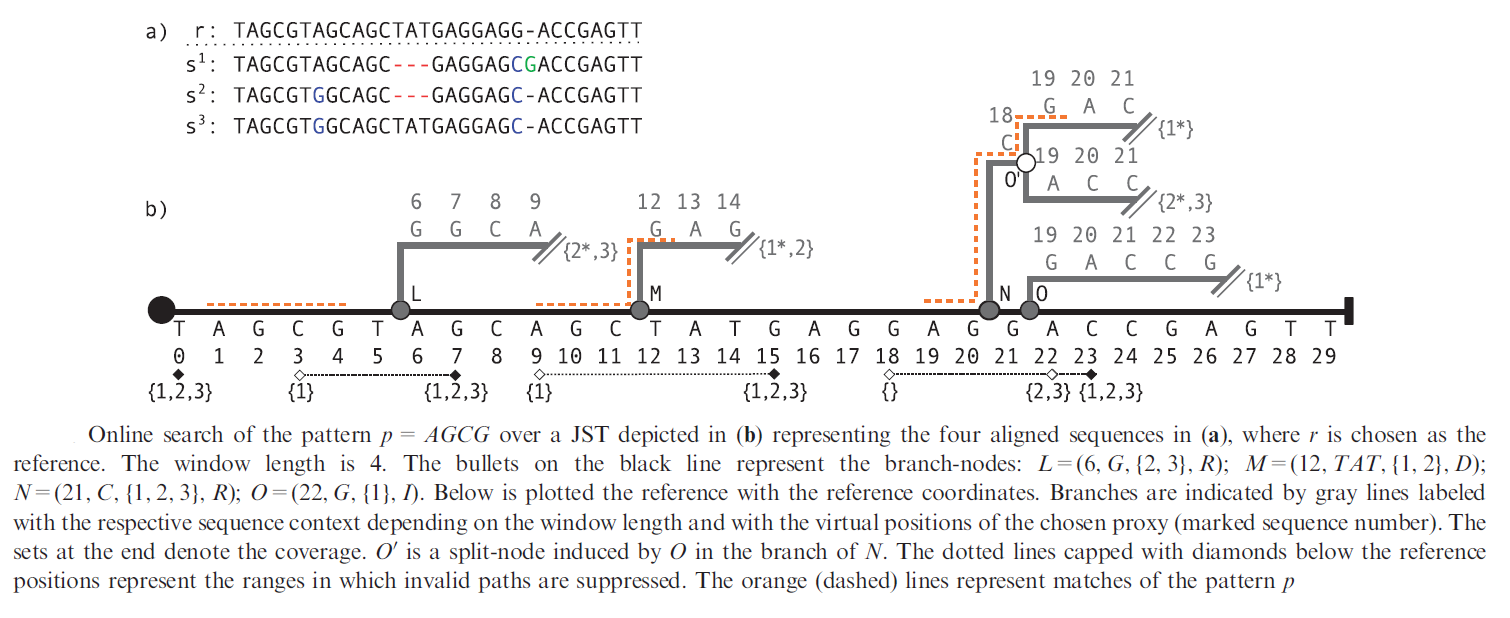 a) r: TAGCGTAGCAGCTATGAGGAGG-ACCGAGTT
s1: TAGCGTAGCAGC---GAGGAGCGACCGAGTT
s2: TAGCGTGGCAGC---GAGGAGC-ACCGAGTT
s3: TAGCGTGGCAGCTATGAGGAGC-ACCGAGTT
19 20 21
G A C
{1*}
18
C
O'
19 20 21
A C C
{2*,3}
b)
6 7 8 9
G G C A
{2*,3}
12 13 14
G A G
{1*,2}
19 20 21 22 23
G A C C G
{1*}
L M N O
T A G C G T A G C A G C T A T G A G G A G G A C C G A G T T
0 1 2 3 4 5 6 7 8 9 10 11 12 13 14 15 16 17 18 19 20 21 22 23 24 25 26 27 28 29
{1,2,3} {1} {1,2,3} {1} {1,2,3} {} {2,3} {1,2,3}
Online search of the pattern p = AGCG over a JST depicted in (b) representing the four aligned sequences in (a), where r is chosen as the
reference. The window length is 4. The bullets on the black line represent the branch-nodes: L=(6, G, {2, 3}, R); M=(12, TAT, {1, 2}, D);
N=(21, C, {1, 2, 3}, R); O=(22, G, {1}, I). Below is plotted the reference with the reference coordinates. Branches are indicated by gray lines labeled
with the respective sequence context depending on the window length and with the virtual positions of the chosen proxy (marked sequence number). The
sets at the end denote the coverage. O′ is a split-node induced by O in the branch of N. The dotted lines capped with diamonds below the reference
positions represent the ranges in which invalid paths are suppressed. The orange (dashed) lines represent matches of the pattern p